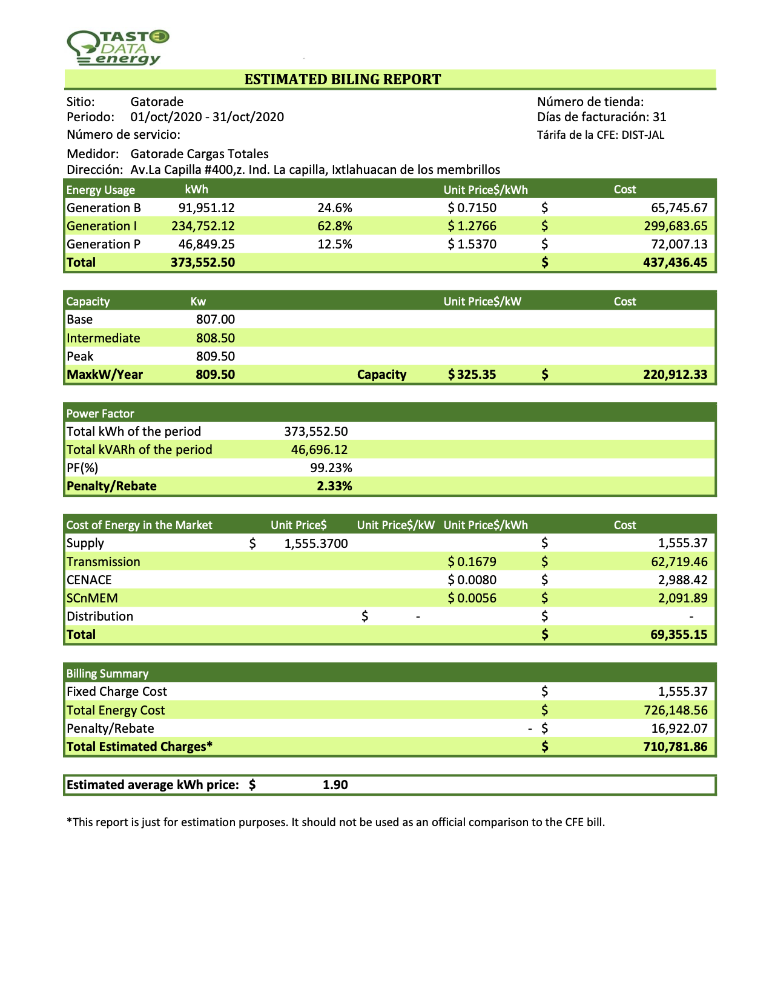 TAST
DATA
energy
ESTIMATED BILING REPORT
Sitio: Gatorade Número de tienda:
Periodo: 01/oct/2020 - 31/oct/2020 Días de facturación: 31
Número de servicio: Tárifa de la CFE: DIST-JAL
Medidor: Gatorade Cargas Totales
Dirección: Av.La Capilla #400,z. Ind. La capilla, Ixtlahuacan de los membrillos
Energy Usage kWh Unit Price$/kWh Cost
Generation B 91,951.12 24.6% $ 0.7150 $ 65,745.67
Generation I 234,752.12 62.8% $ 1.2766 $ 299,683.65
Generation P 46,849.25 12.5% $ 1.5370 $ 72,007.13
Total 373,552.50 $ 437,436.45
Capacity Kw Unit Price$/kW Cost
Base 807.00
Intermediate 808.50
Peak 809.50
MaxkW/Year 809.50 Capacity $ 325.35 $ 220,912.33
Power Factor
Total kWh of the period 373,552.50
Total kVARh of the period 46,696.12
PF(%) 99.23%
Penalty/Rebate 2.33%
Cost of Energy in the Market Unit Price$ Unit Price$/kW Unit Price$/kWh Cost
Supply $ 1,555.3700 $ 1,555.37
Transmission $ 0.1679 $ 62,719.46
CENACE $ 0.0080 $ 2,988.42
SCnMEM $ 0.0056 $ 2,091.89
Distribution $ - $ -
Total $ 69,355.15
Billing Summary
Fixed Charge Cost $ 1,555.37
Total Energy Cost $ 726,148.56
Penalty/Rebate - $ 16,922.07
Total Estimated Charges* $ 710,781.86
Estimated average kWh price: $ 1.90
*This report is just for estimation purposes. It should not be used as an official comparison to the CFE bill.